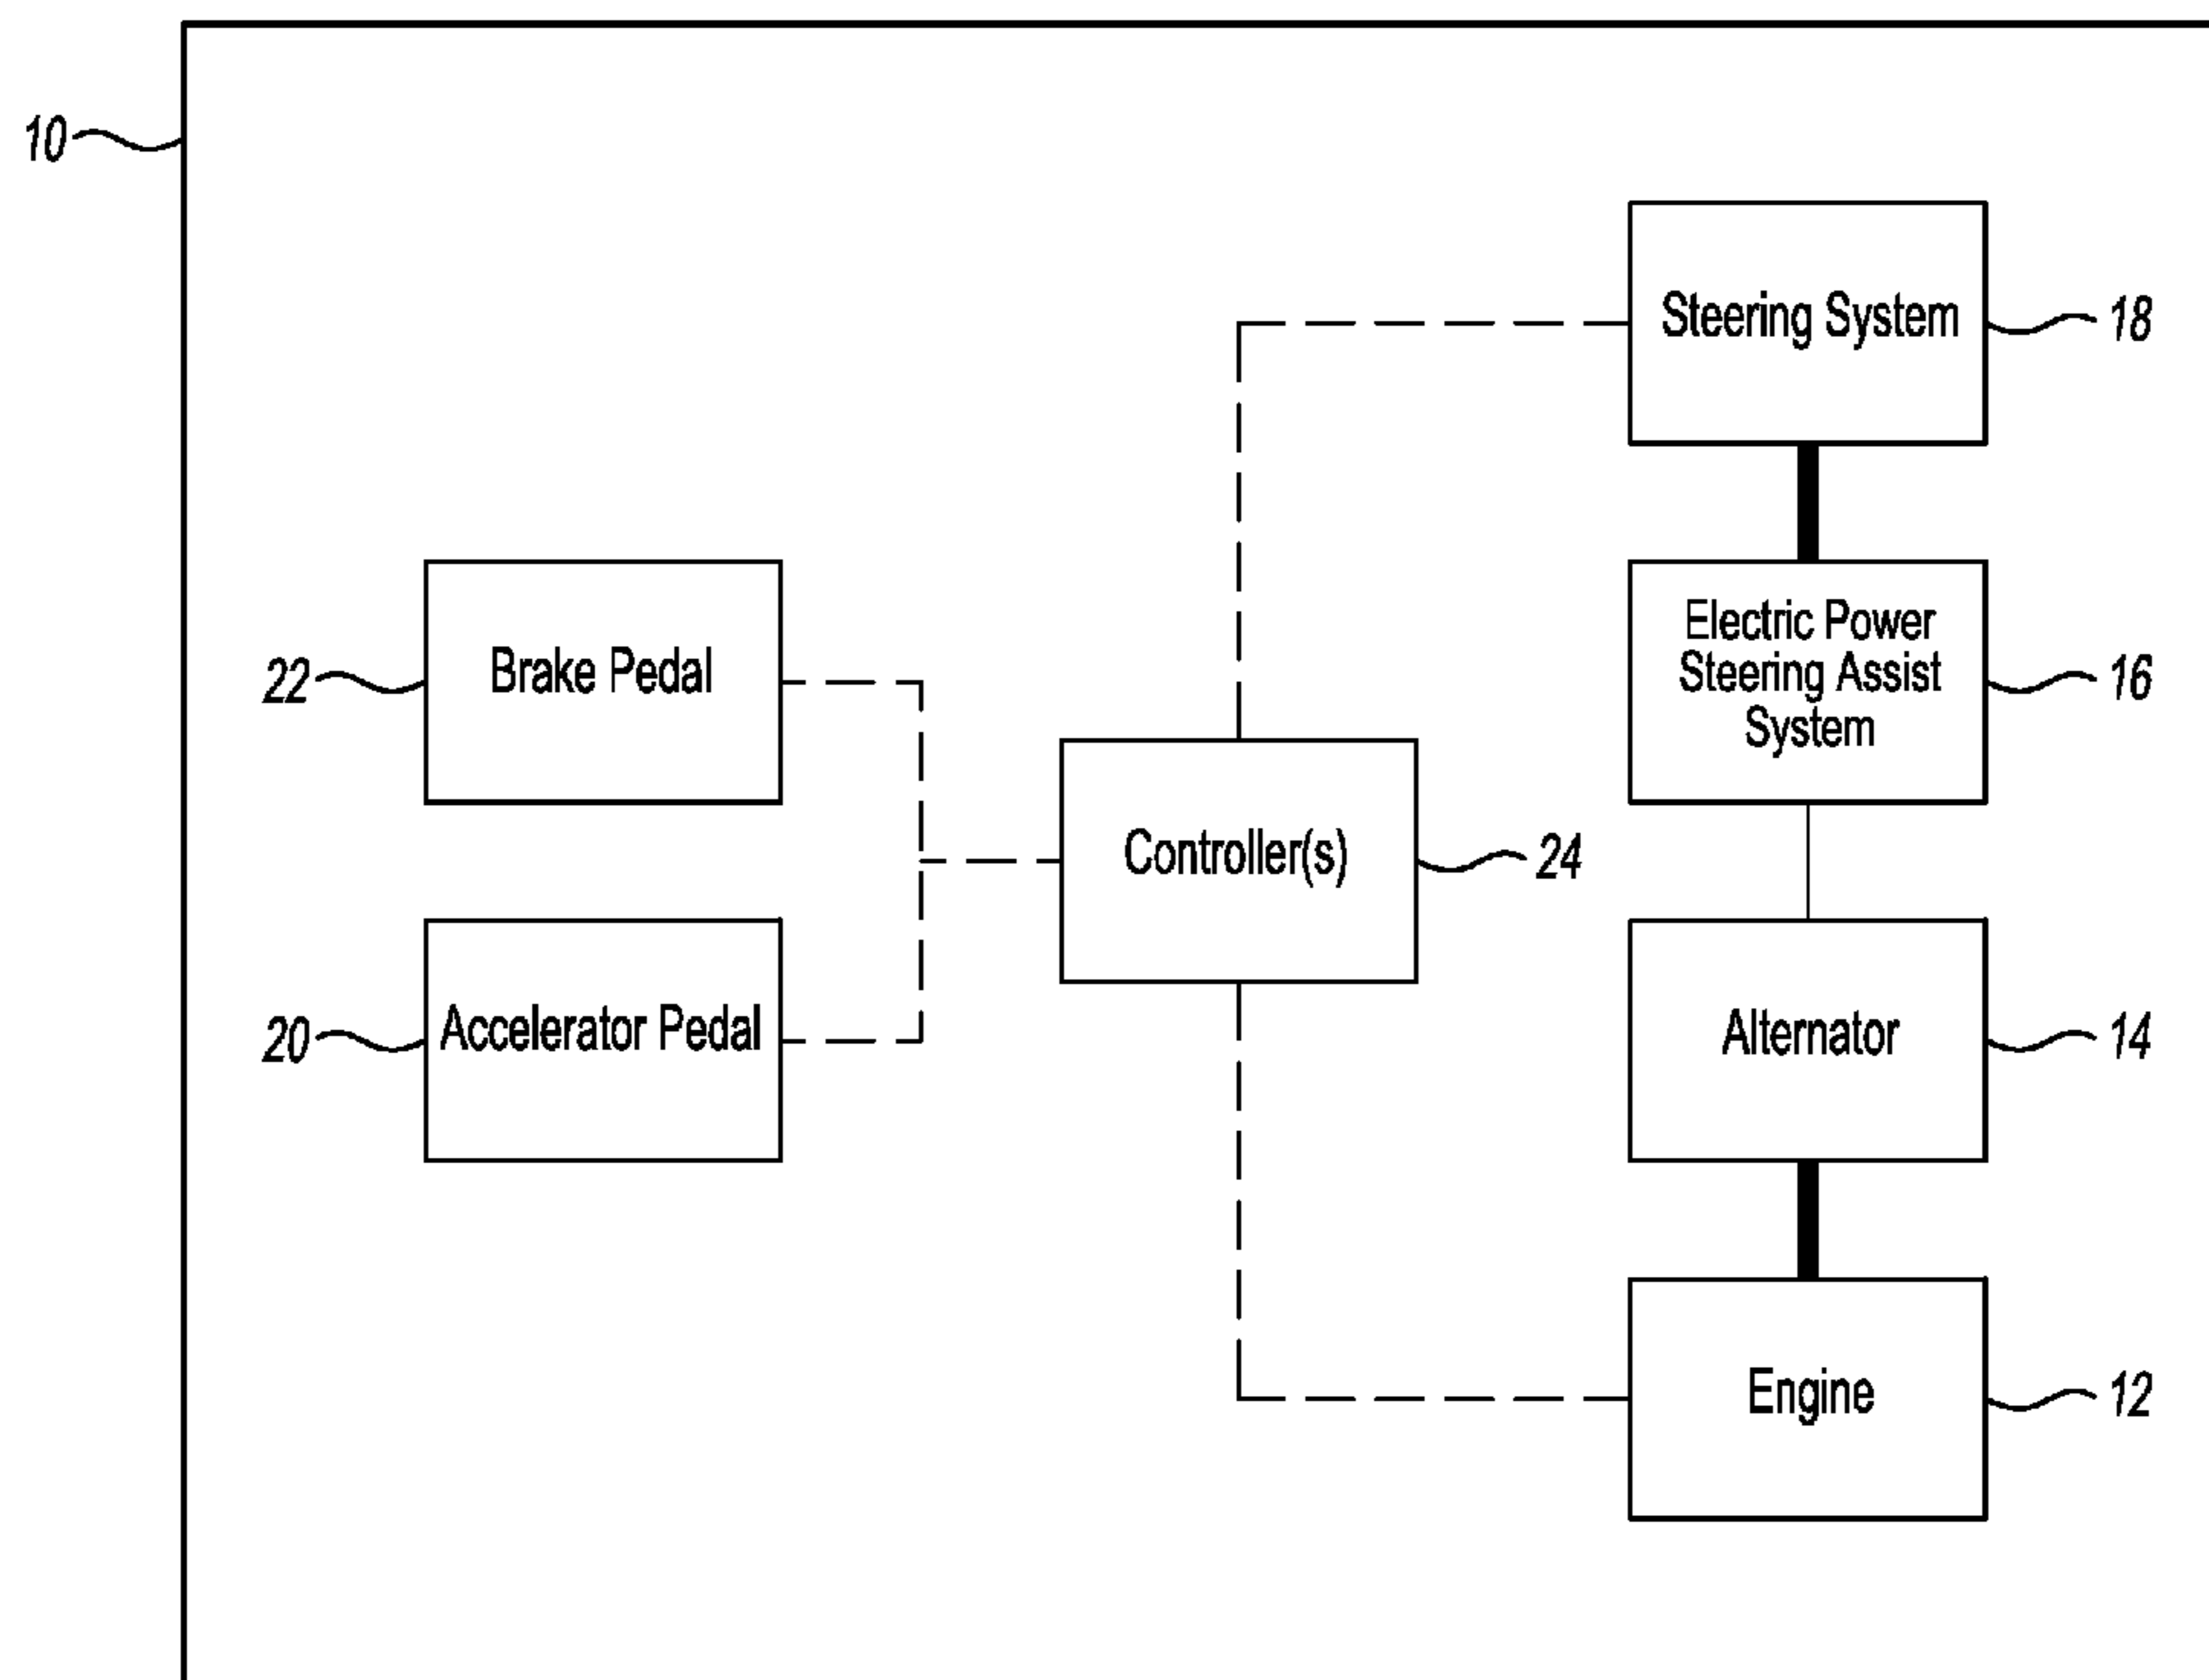 10
Steering System
18
Brake Pedal
22
Electric Power
Steering Assist
System
16
Controller(s)
24
Accelerator Pedal
20
Alternator
14
Engine
12